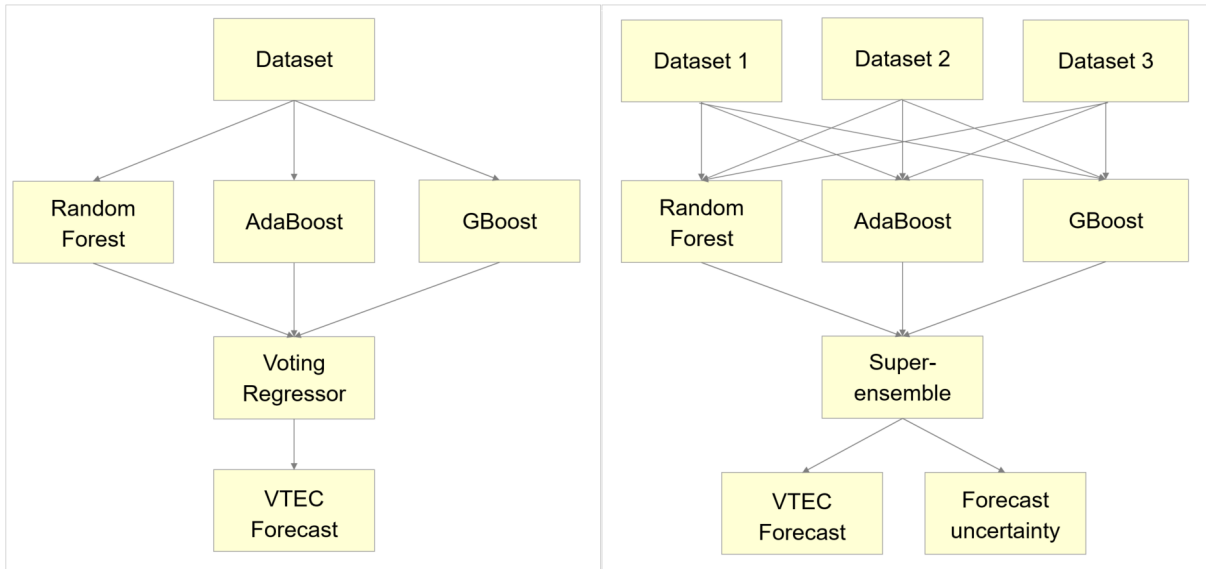 Dataset
Random
Forest
AdaBoost
GBoost
Voting
Regressor
VTEC
Forecast
Dataset 1
Dataset 2
Dataset 3
Random
Forest
AdaBoost
GBoost
Super-
ensemble
VTEC
Forecast
Forecast
uncertainty